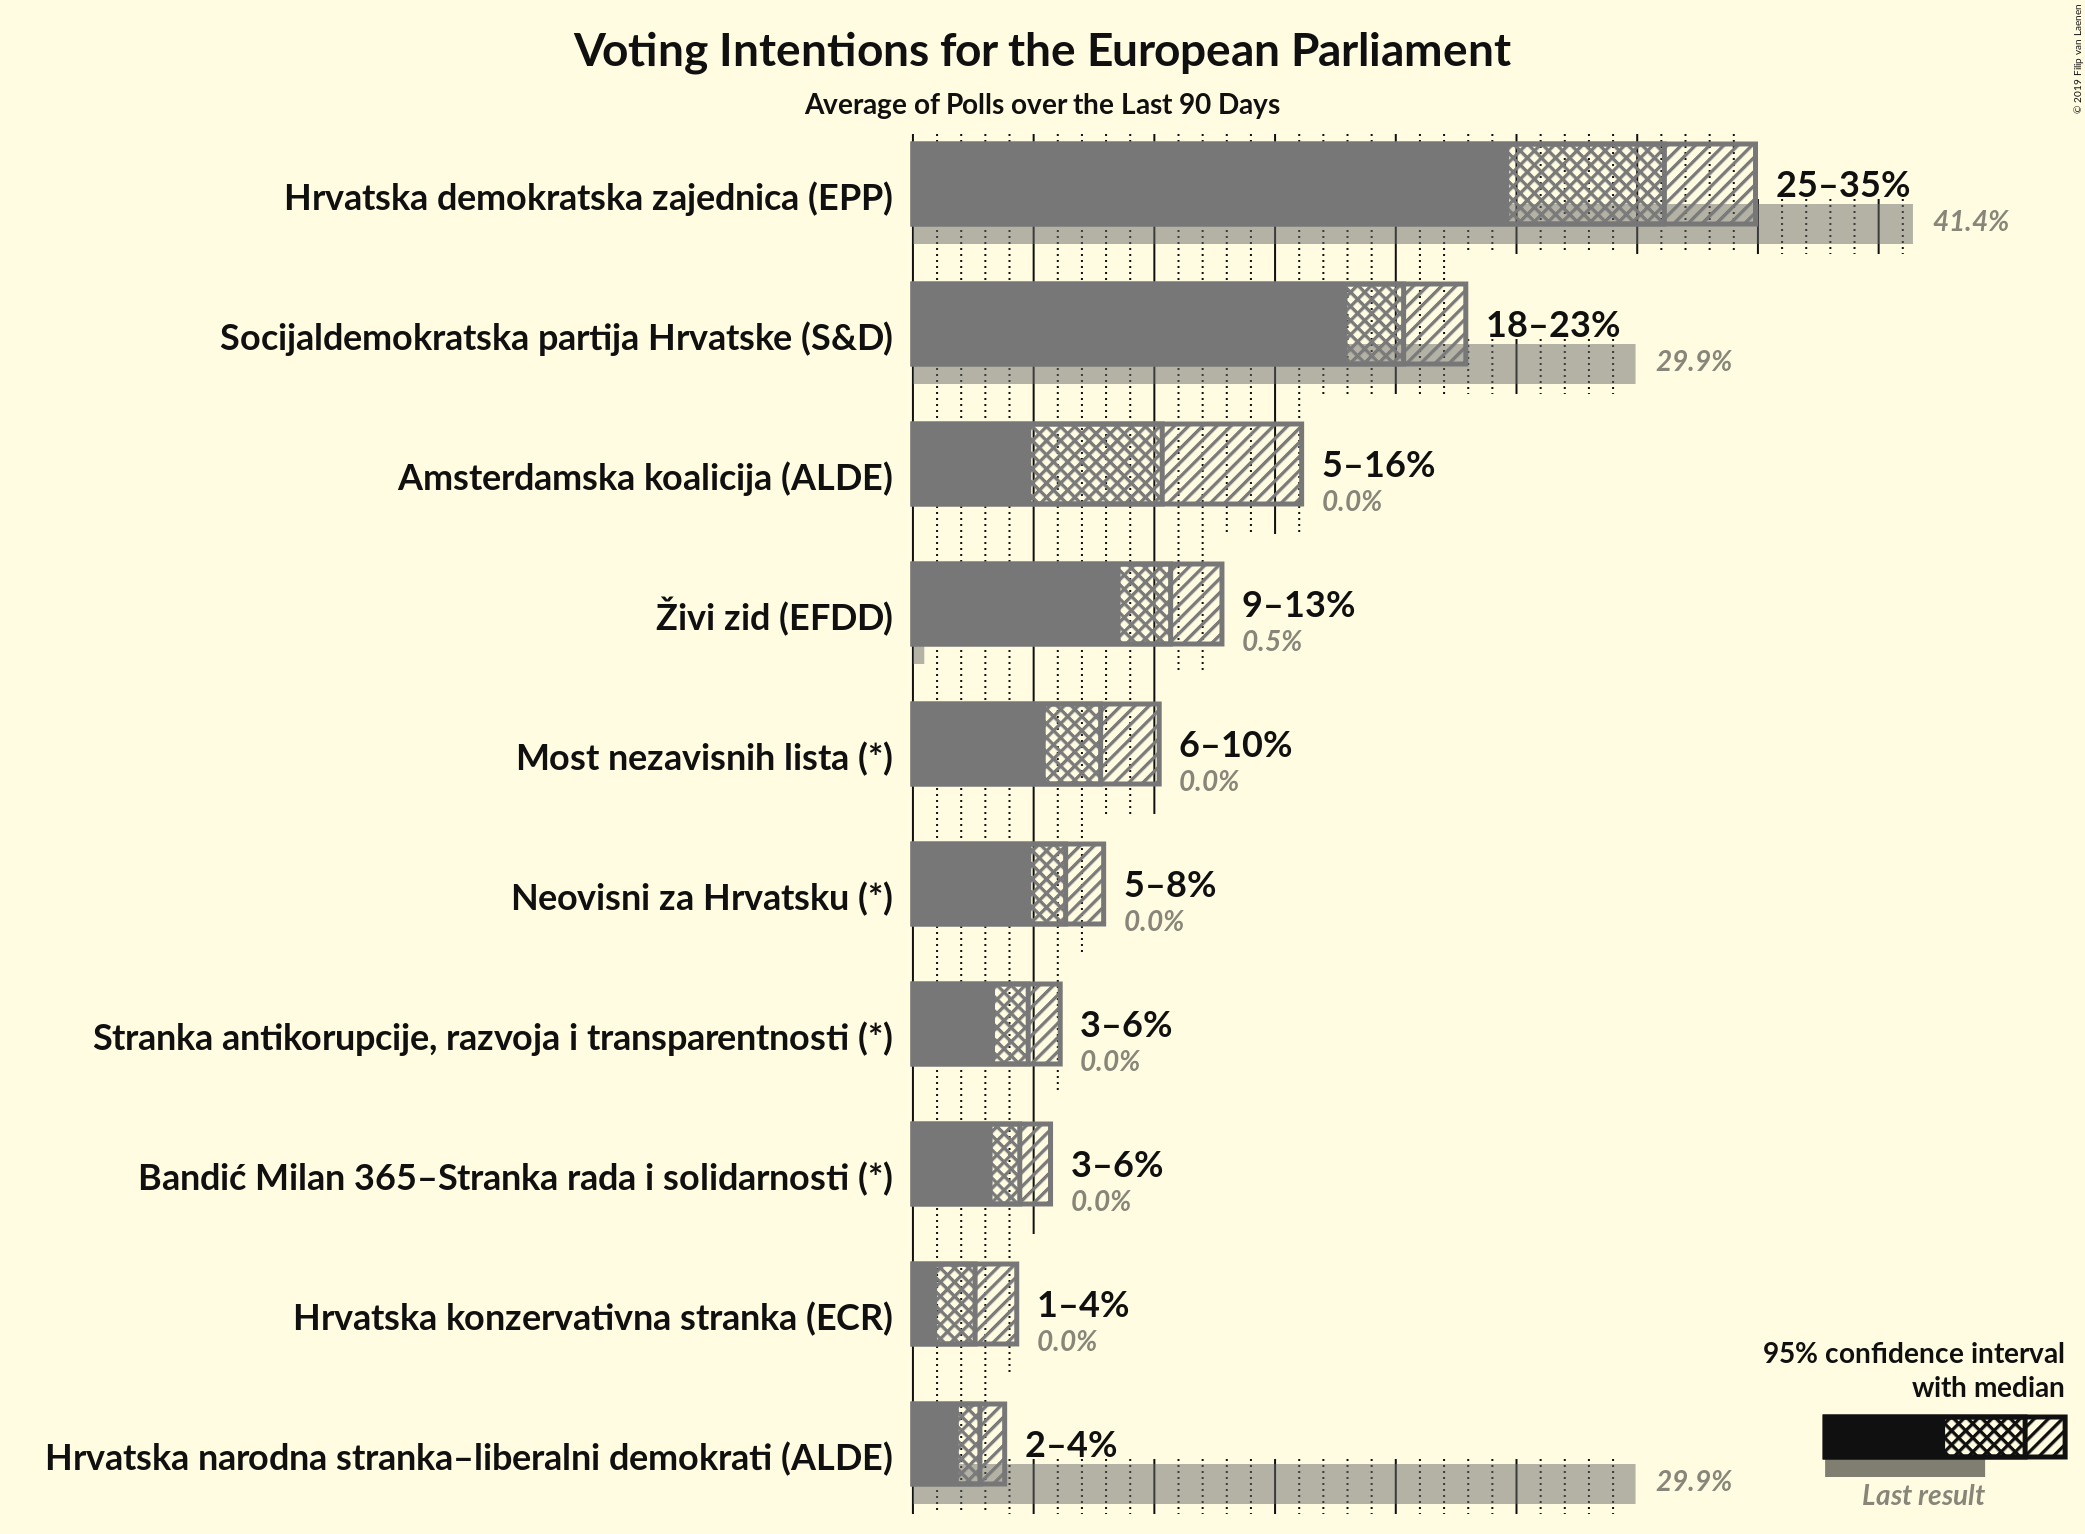 Voting Intentions for the European Parliament
Average of Polls over the Last 90 Days
© 2019 Filip van Laenen
Hrvatska demokratska zajednica (EPP)
25–35%
41.4%
Socijaldemokratska partija Hrvatske (S&D)
18–23%
29.9%
Amsterdamska koalicija (ALDE)
5–16%
0.0%
Živi zid (EFDD)
9–13%
0.5%
Most nezavisnih lista (*)
6–10%
0.0%
Neovisni za Hrvatsku (*)
5–8%
0.0%
Stranka antikorupcije, razvoja i transparentnosti (*)
3–6%
0.0%
Bandić Milan 365–Stranka rada i solidarnosti (*)
3–6%
0.0%
Hrvatska konzervativna stranka (ECR)
1–4%
0.0%
Hrvatska narodna stranka–liberalni demokrati (ALDE)
2–4%
29.9%
95% confidence interval
with median
Last result